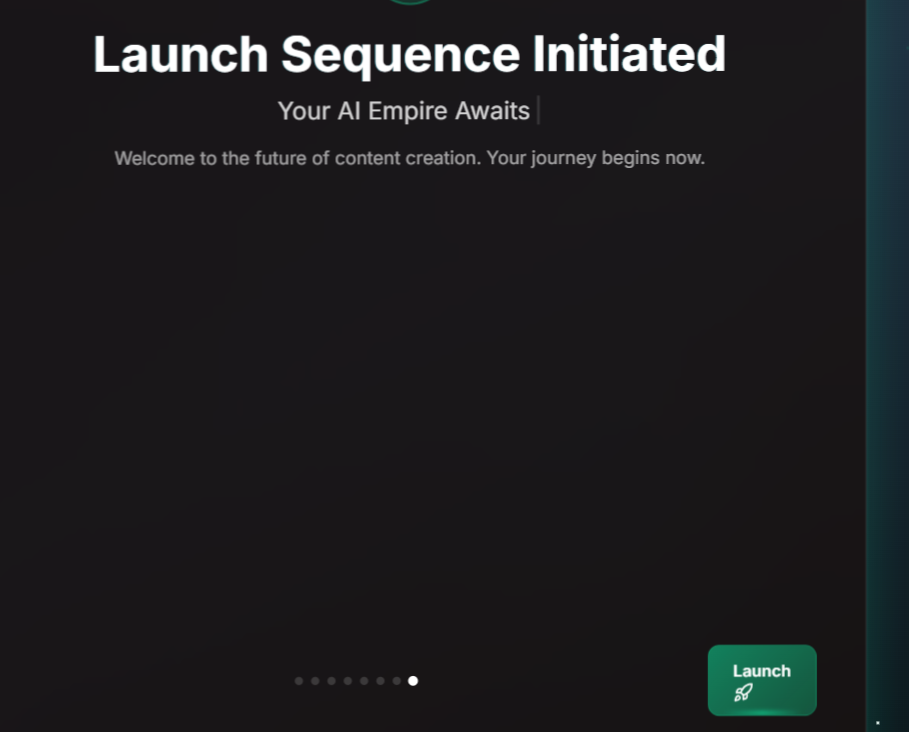 Launch Sequence Initiated
Your AI Empire Awaits
Welcome to the future of content creation. Your journey begins now.
Launch